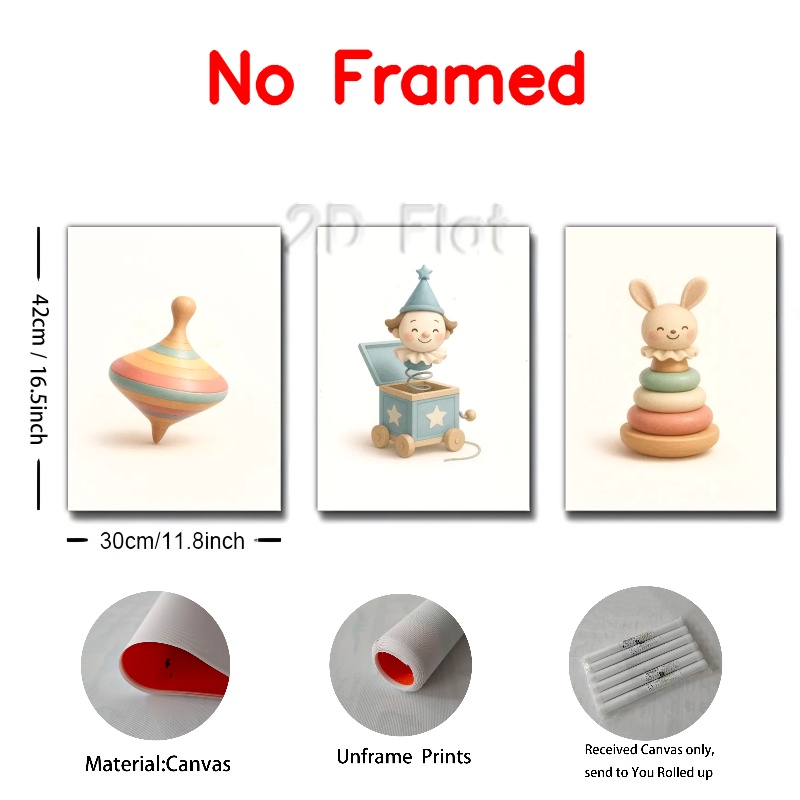 No Framed
2D Flat
42cm / 16.5inch
30cm/11.8inch
Material:Canvas
Unframe Prints
Received Canvas only,
send to You Rolled up